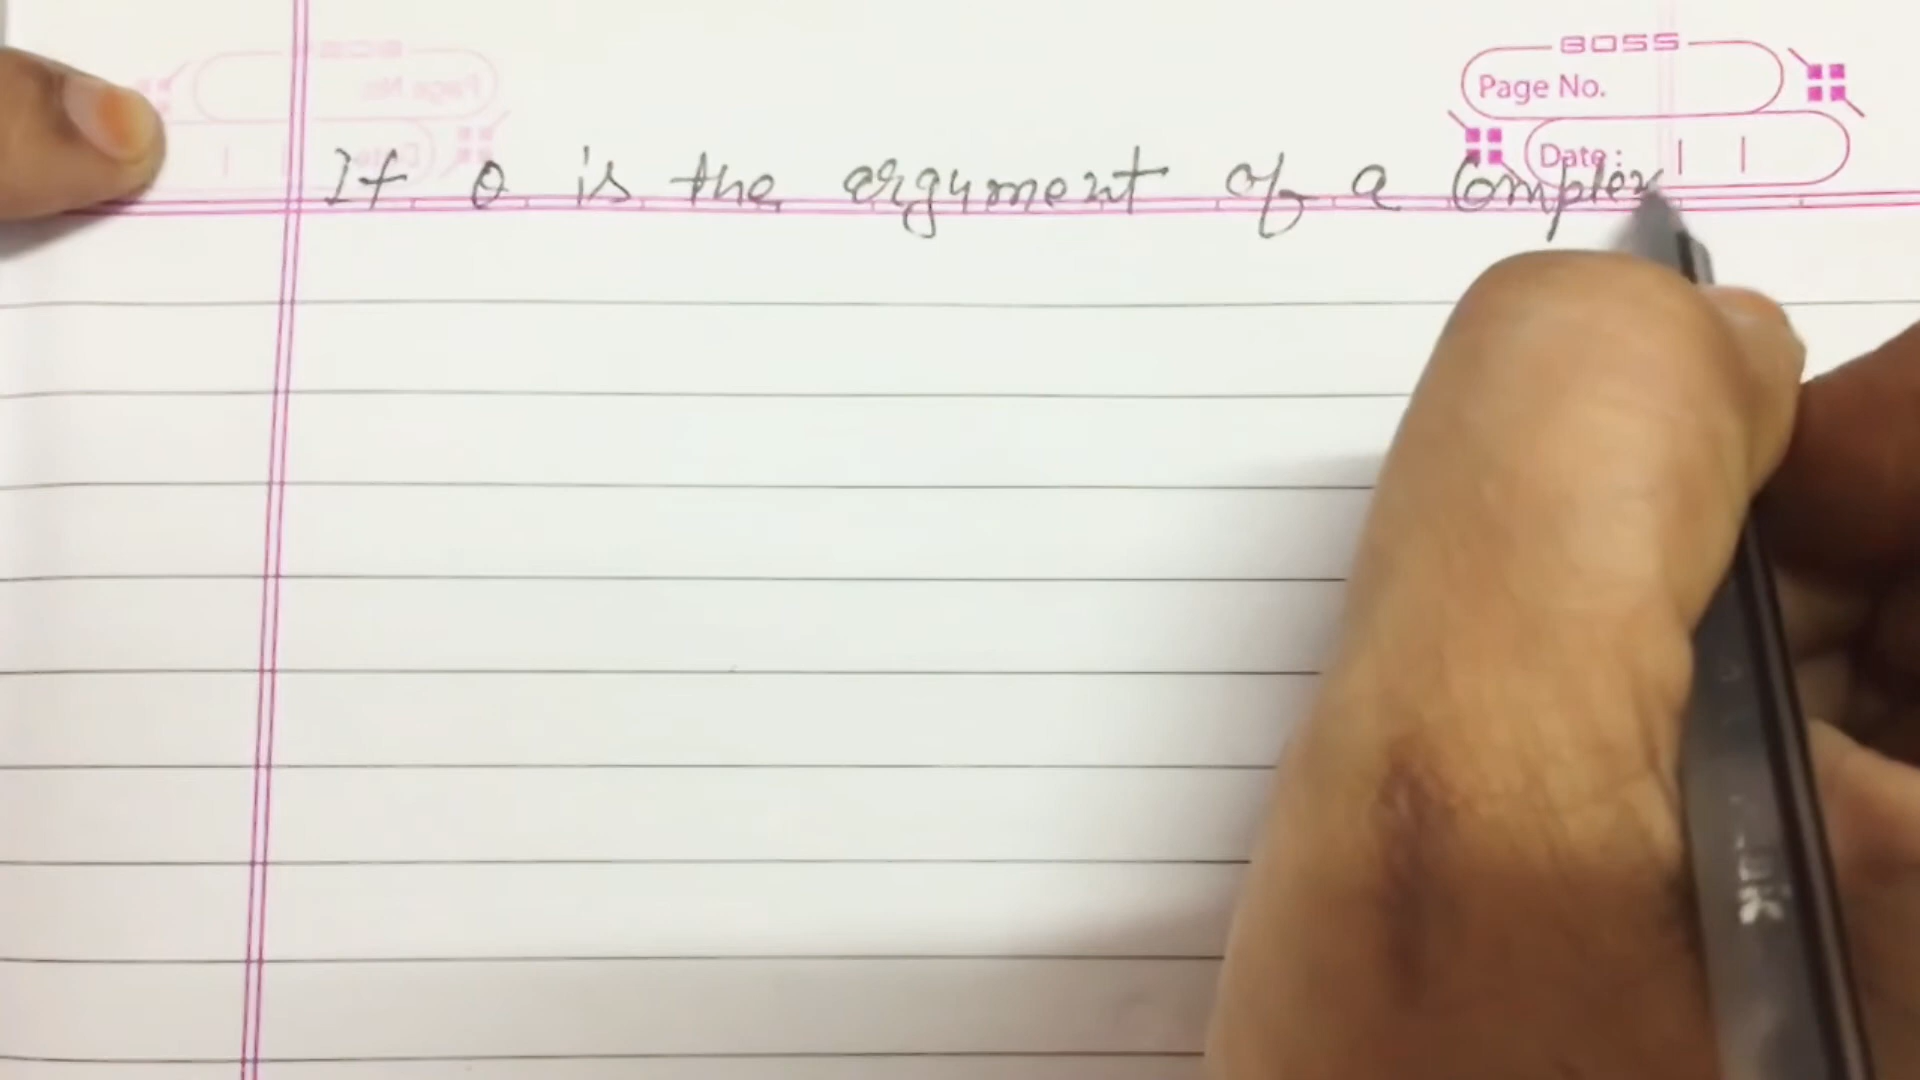 BOSS
Page No.
Date :
If θ is the argument of a Complex